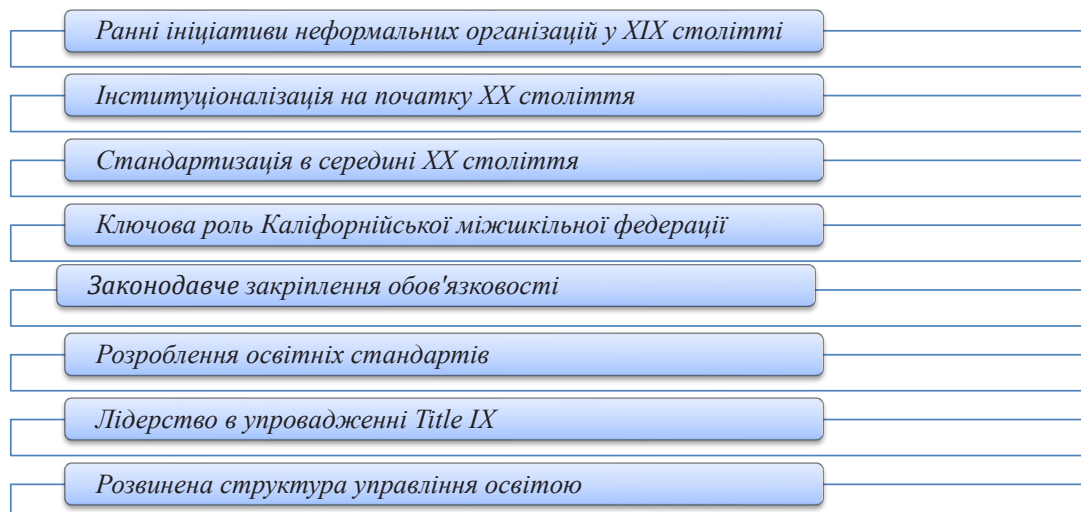 Ранні ініціативи неформальних організацій у XIX столітті
Інституціоналізація на початку XX століття
Стандартизація в середині XX століття
Ключова роль Каліфорнійської міжшкільної федерації
Законодавче закріплення обов'язковості
Розроблення освітніх стандартів
Лідерство в упровадженні Title IX
Розвинена структура управління освітою